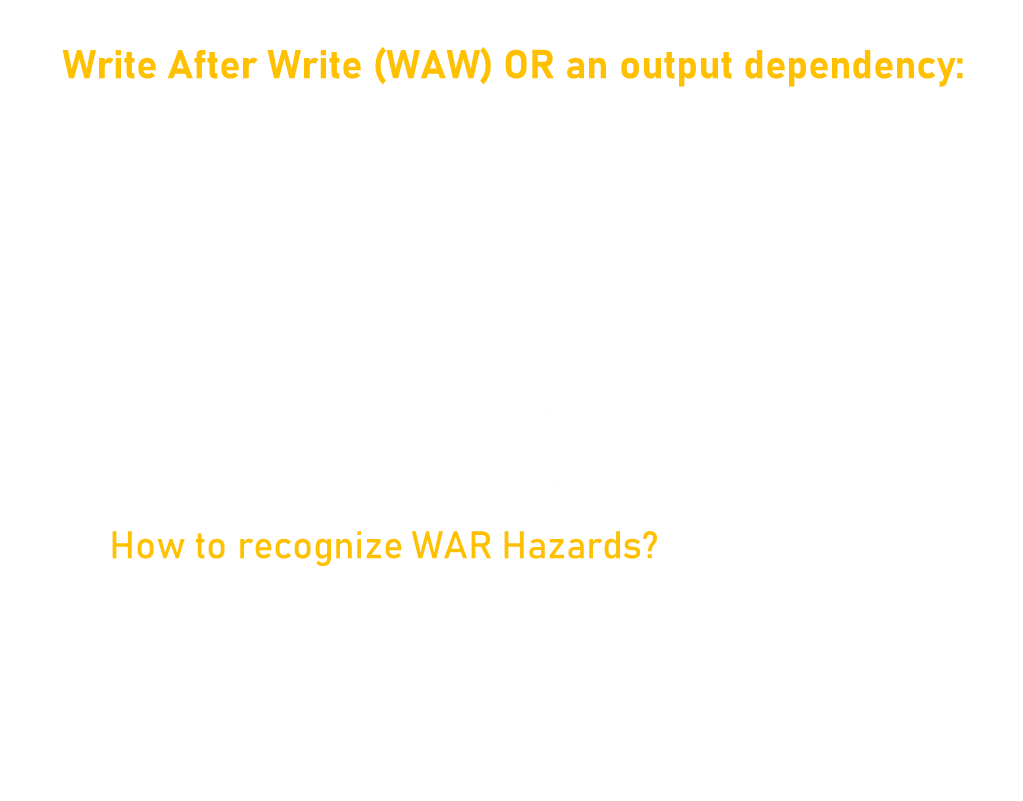 Write After Write (WAW) OR an output dependency:
How to recognize WAR Hazards?